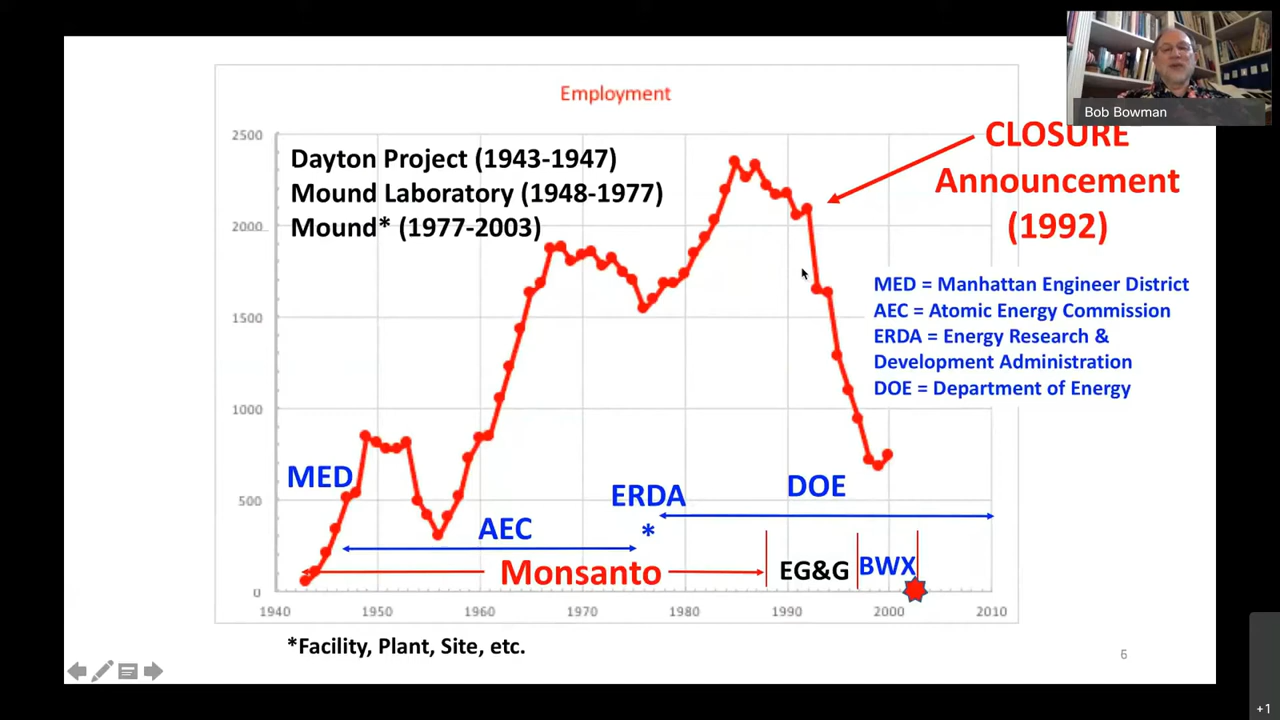 Bob Bowman
Employment
CLOSURE
Announcement
(1992)
Dayton Project (1943-1947)
Mound Laboratory (1948-1977)
Mound* (1977-2003)
MED = Manhattan Engineer District
AEC = Atomic Energy Commission
ERDA = Energy Research &
Development Administration
DOE = Department of Energy
2500
2000
1500
1000
500
0
MED
ERDA
DOE
AEC
*
Monsanto
EG&G
BWX
1940 1950 1960 1970 1980 1990 2000 2010
*Facility, Plant, Site, etc.
6
+1